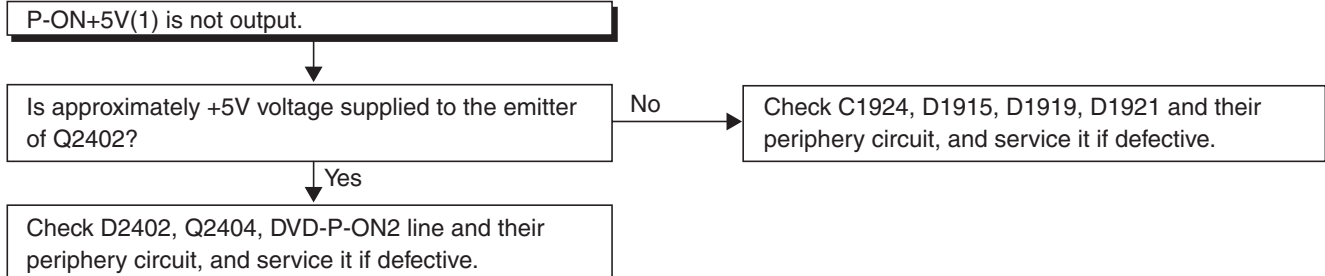 P-ON+5V(1) is not output.
Is approximately +5V voltage supplied to the emitter
of Q2402?
No
Check C1924, D1915, D1919, D1921 and their
periphery circuit, and service it if defective.
Yes
Check D2402, Q2404, DVD-P-ON2 line and their
periphery circuit, and service it if defective.